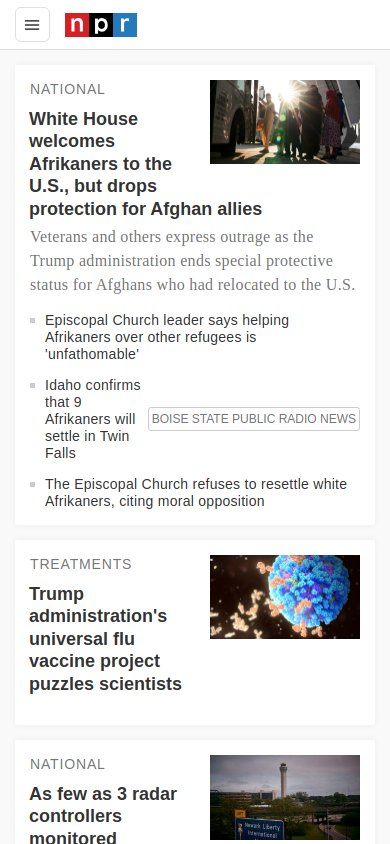 npr
NATIONAL
White House
welcomes
Afrikaners to the
U.S., but drops
protection for Afghan allies
Veterans and others express outrage as the
Trump administration ends special protective
status for Afghans who had relocated to the U.S.
Episcopal Church leader says helping
Afrikaners over other refugees is
'unfathomable'
Idaho confirms
that 9
Afrikaners will
settle in Twin
Falls
BOISE STATE PUBLIC RADIO NEWS
The Episcopal Church refuses to resettle white
Afrikaners, citing moral opposition
TREATMENTS
Trump
administration's
universal flu
vaccine project
puzzles scientists
NATIONAL
As few as 3 radar
controllers
monitored
Newark Liberty
International